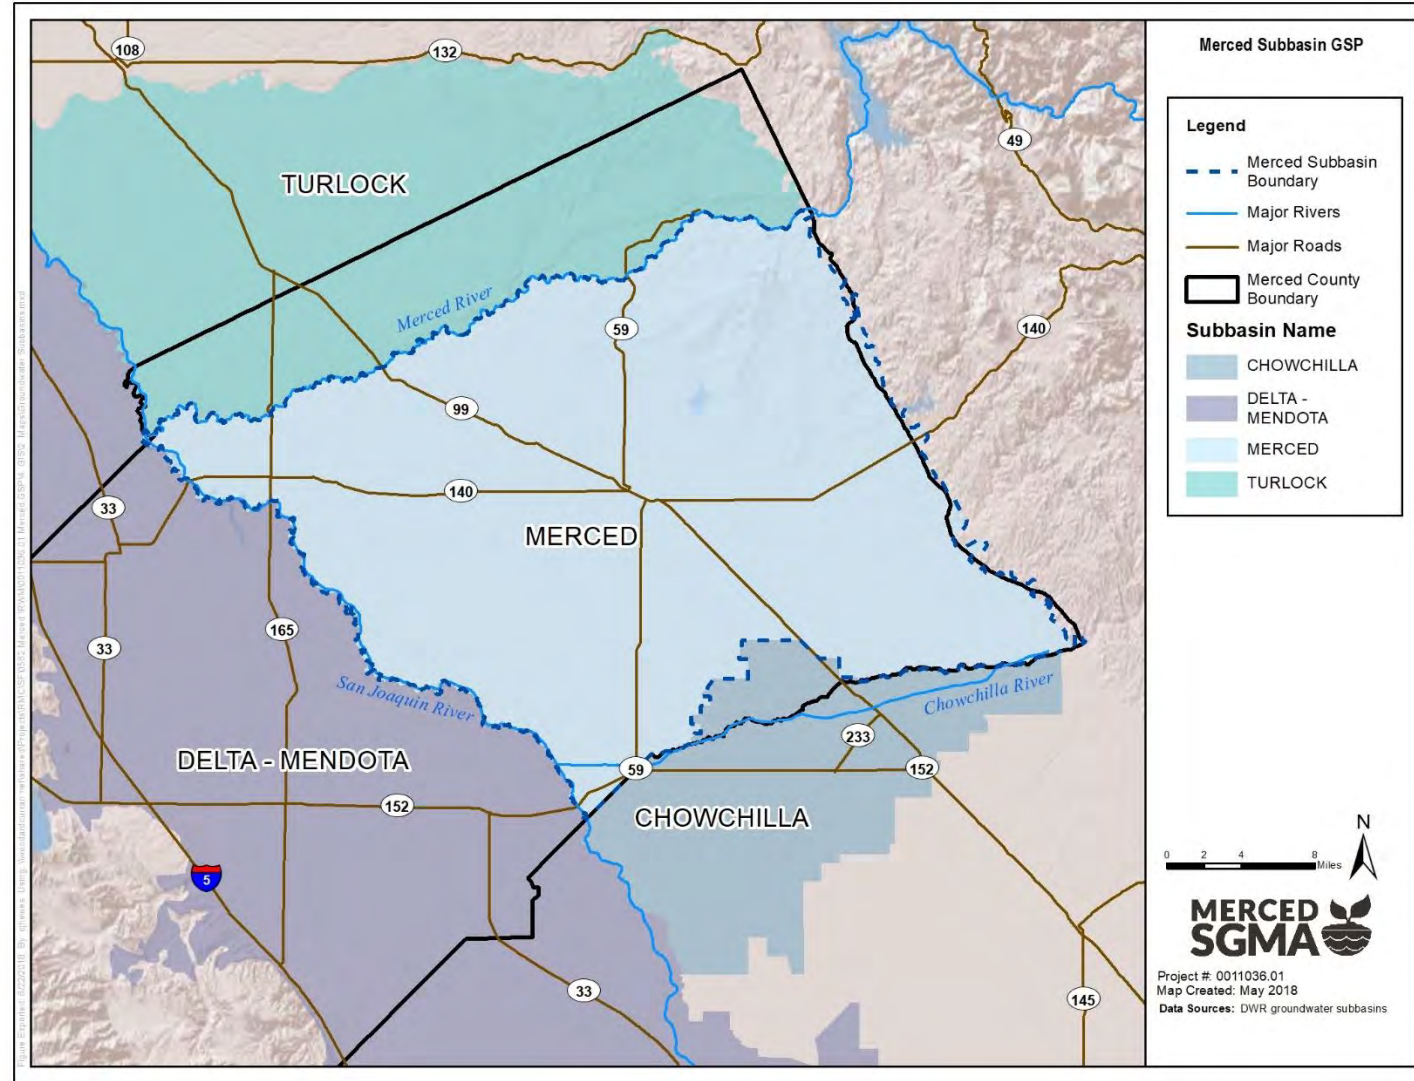 Merced Subbasin GSP
Legend
Merced Subbasin
Boundary
Major Rivers
Major Roads
Merced County
Boundary
Subbasin Name
CHOWCHILLA
DELTA -
MENDOTA
MERCED
TURLOCK
108
132
49
TURLOCK
Merced River
59
140
99
140
33
MERCED
165
33
San Joaquin River
Chowchilla River
233
DELTA - MENDOTA
59
152
152
CHOWCHILLA
5
33
145
N
0 2 4 8
Miles
MERCED
SGMA
Project #: 0011036.01
Map Created: May 2018
Data Sources: DWR groundwater subbasins